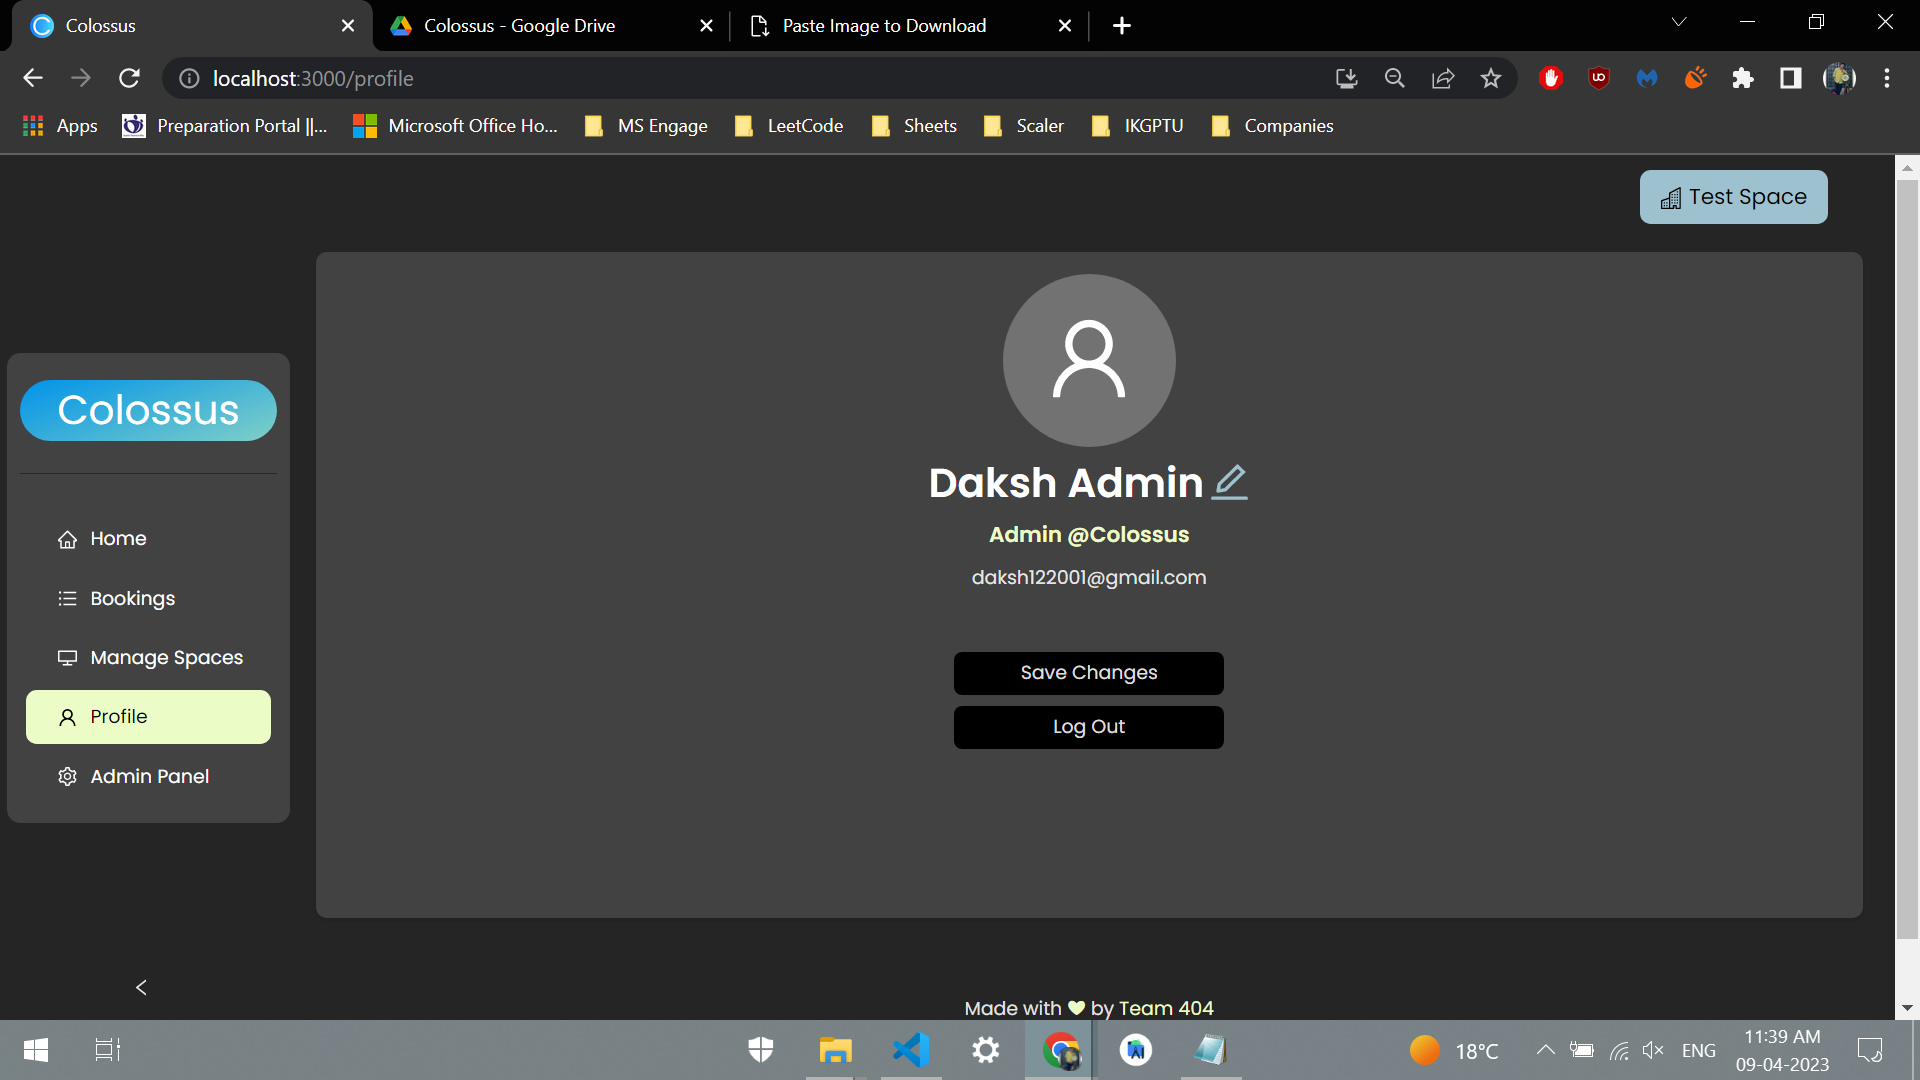 Colossus
Colossus - Google Drive
Paste Image to Download
localhost:3000/profile
Apps
Preparation Portal ||...
Microsoft Office Ho...
MS Engage
LeetCode
Sheets
Scaler
IKGPTU
Companies
Test Space
Colossus
Home
Bookings
Manage Spaces
Profile
Admin Panel
Daksh Admin
Admin @Colossus
daksh122001@gmail.com
Save Changes
Log Out
Made with by Team 404
18°C
ENG
11:39 AM
09-04-2023